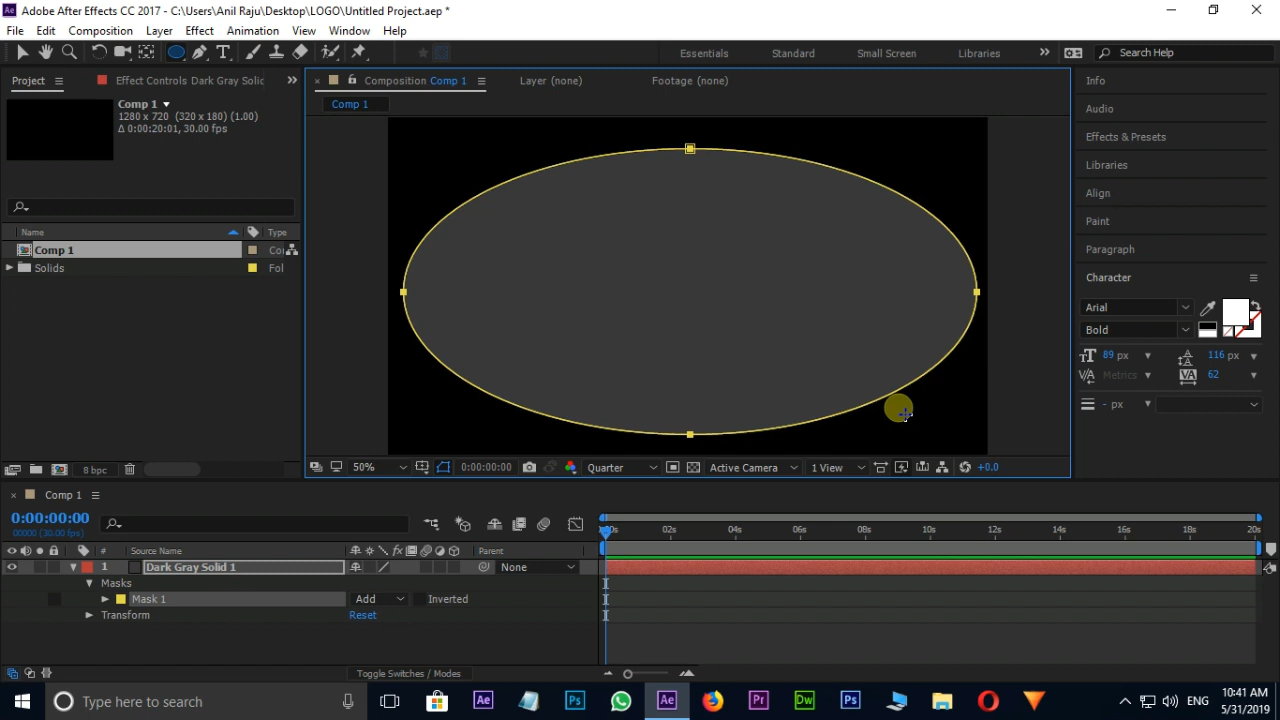 Adobe After Effects CC 2017 - C:\Users\Anil Raju\Desktop\LOGO\Untitled Project.aep *
File Edit Composition Layer Effect Animation View Window Help
Essentials Standard Small Screen Libraries Search Help
Project Effect Controls Dark Gray Solid Composition Comp 1 Layer (none) Footage (none) Info
Comp 1
Comp 1
1280 x 720 (320 x 180) (1.00)
Δ 0:00:20:01, 30.00 fps
Audio
Effects & Presets
Libraries
Align
Paint
Paragraph
Character
Name Type
Comp 1
Solids Fol
Arial
Bold
89 px 116 px
Metrics 62
- px
8 bpc 50% 0:00:00:00 Quarter Active Camera 1 View +0.0
Comp 1
0:00:00:00
00000 (30.00 fps)
02s 04s 06s 08s 10s 12s 14s 16s 18s 20s
# Source Name Parent
1 Dark Gray Solid 1 None
Masks
Mask 1 Add Inverted
Transform Reset
Toggle Switches / Modes
Type here to search
ENG
10:41 AM
5/31/2019